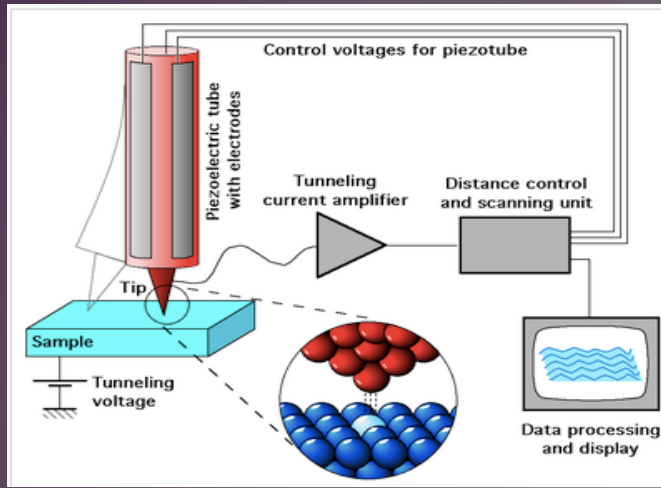 Control voltages for piezotube
Piezoelectric tube
with electrodes
Tunneling
current amplifier
Distance control
and scanning unit
Tip
Sample
Tunneling
voltage
Data processing
and display